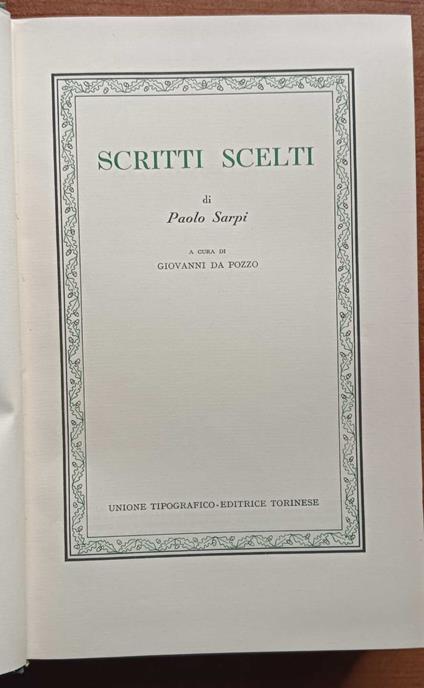 SCRITTI SCELTI
di
Paolo Sarpi
A CURA DI
GIOVANNI DA POZZO
UNIONE TIPOGRAFICO-EDITRICE TORINESE